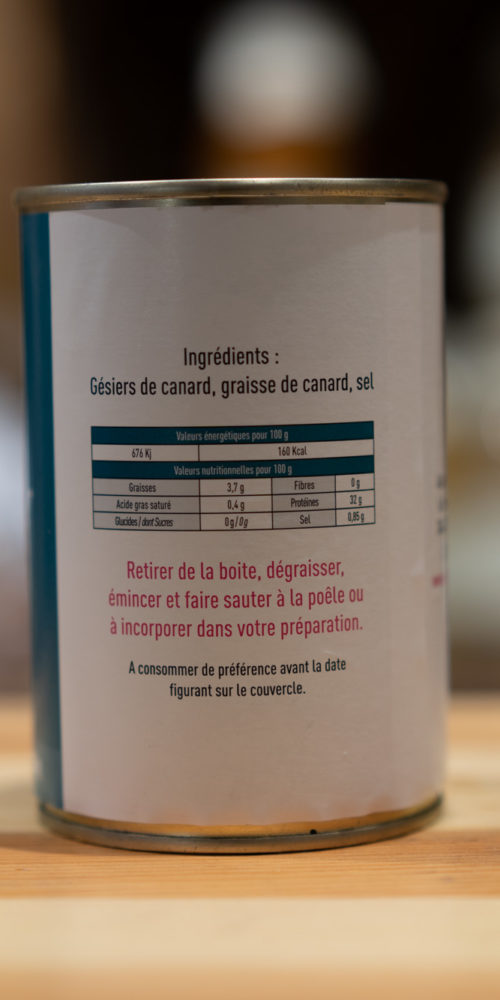 Ingrédients :
Gésiers de canard, graisse de canard, sel
Valeurs énergétiques pour 100 g
676 Kj 160 Kcal
Valeurs nutritionnelles pour 100 g
Graisses 3,7 g Fibres 0 g
Acide gras saturé 0,4 g Protéines 32 g
Glucides / dont Sucres 0 g / 0g Sel 0,85 g
Retirer de la boite, dégraisser,
émincer et faire sauter à la poêle ou
à incorporer dans votre préparation.
A consommer de préférence avant la date
figurant sur le couvercle.